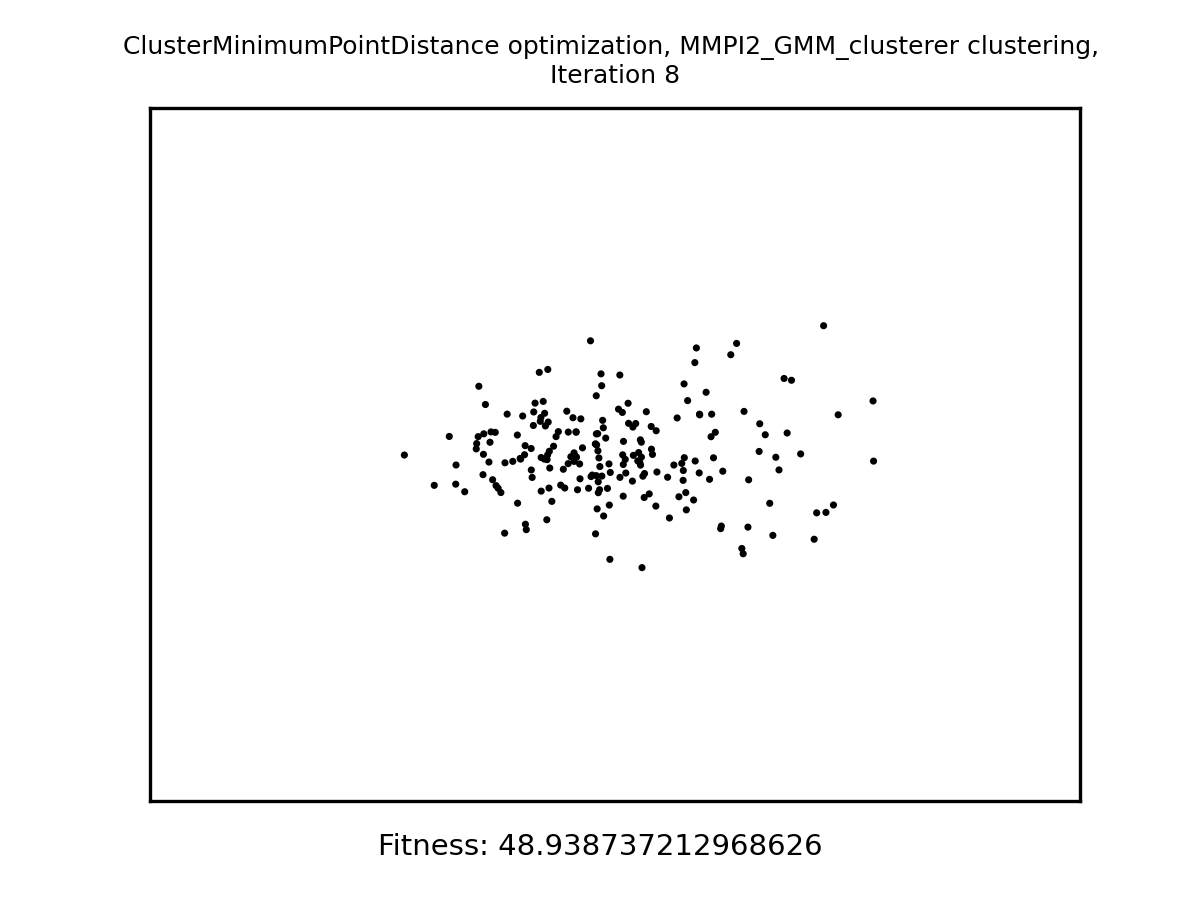 ClusterMinimumPointDistance optimization, MMPI2_GMM_clusterer clustering,
Iteration 8
Fitness: 48.938737212968626